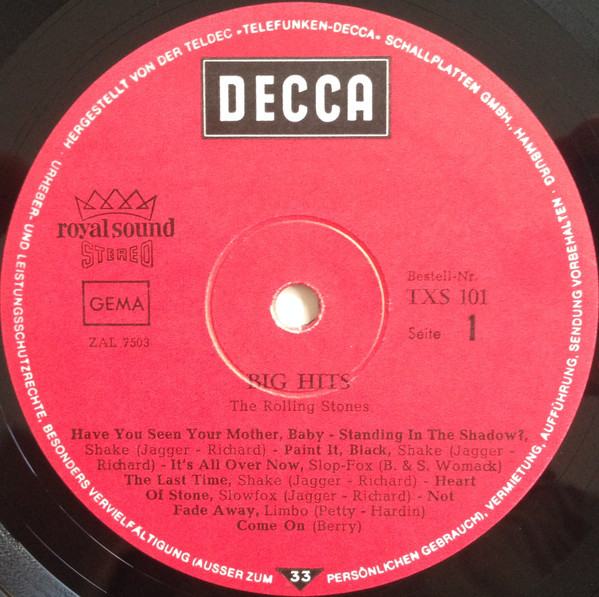 HERGESTELLT VON DER TELDEC »TELEFUNKEN-DECCA« SCHALLPLATTEN GMBH., HAMBURG · URHEBER- UND LEISTUNGSSCHUTZRECHTE, BESONDERS VERVIELFÄLTIGUNG (AUSSER ZUM PERSÖNLICHEN GEBRAUCH), VERMIETUNG, AUFFÜHRUNG, SENDUNG VORBEHALTEN ·
DECCA
royal sound
STEREO
GEMA
ZAL 7503
Bestell-Nr.
TXS 101
Seite 1
BIG HITS
The Rolling Stones
Have You Seen Your Mother, Baby - Standing In The Shadow?,
Shake (Jagger - Richard) - Paint It, Black, Shake (Jagger -
Richard) - It's All Over Now, Slop-Fox (B. & S. Womack)
The Last Time, Shake (Jagger - Richard) - Heart
Of Stone, Slowfox (Jagger - Richard) - Not
Fade Away, Limbo (Petty - Hardin)
Come On (Berry)
33